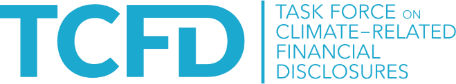 TCFD
TASK FORCE ON
CLIMATE-RELATED
FINANCIAL
DISCLOSURES